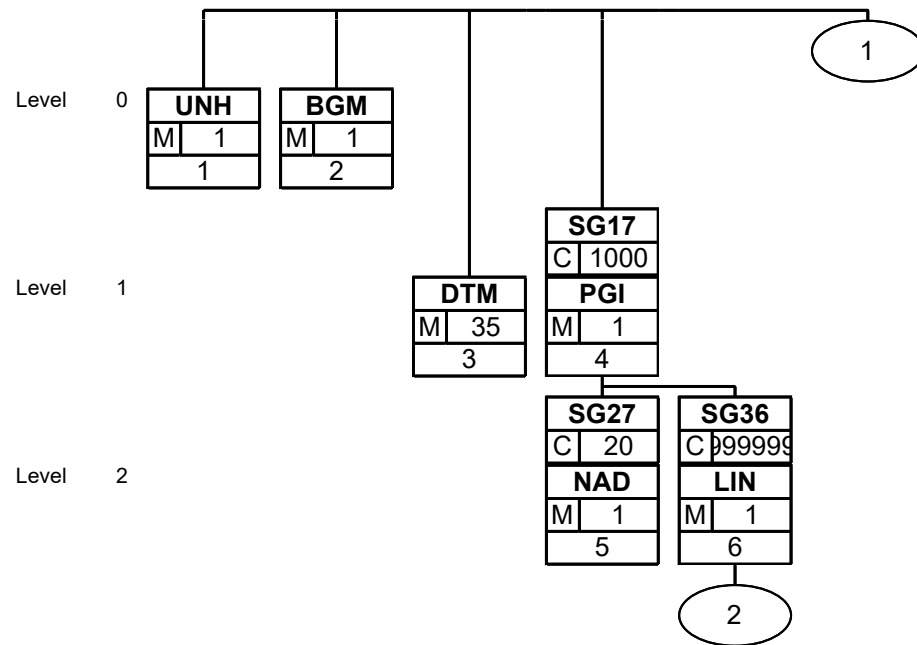 1
Level 0
UNH
BGM
M 1
M 1
1
2
SG17
C 1000
Level 1
DTM
PGI
M 35
M 1
3
4
SG27
SG36
C 20
C 999999
Level 2
NAD
LIN
M 1
M 1
5
6
2